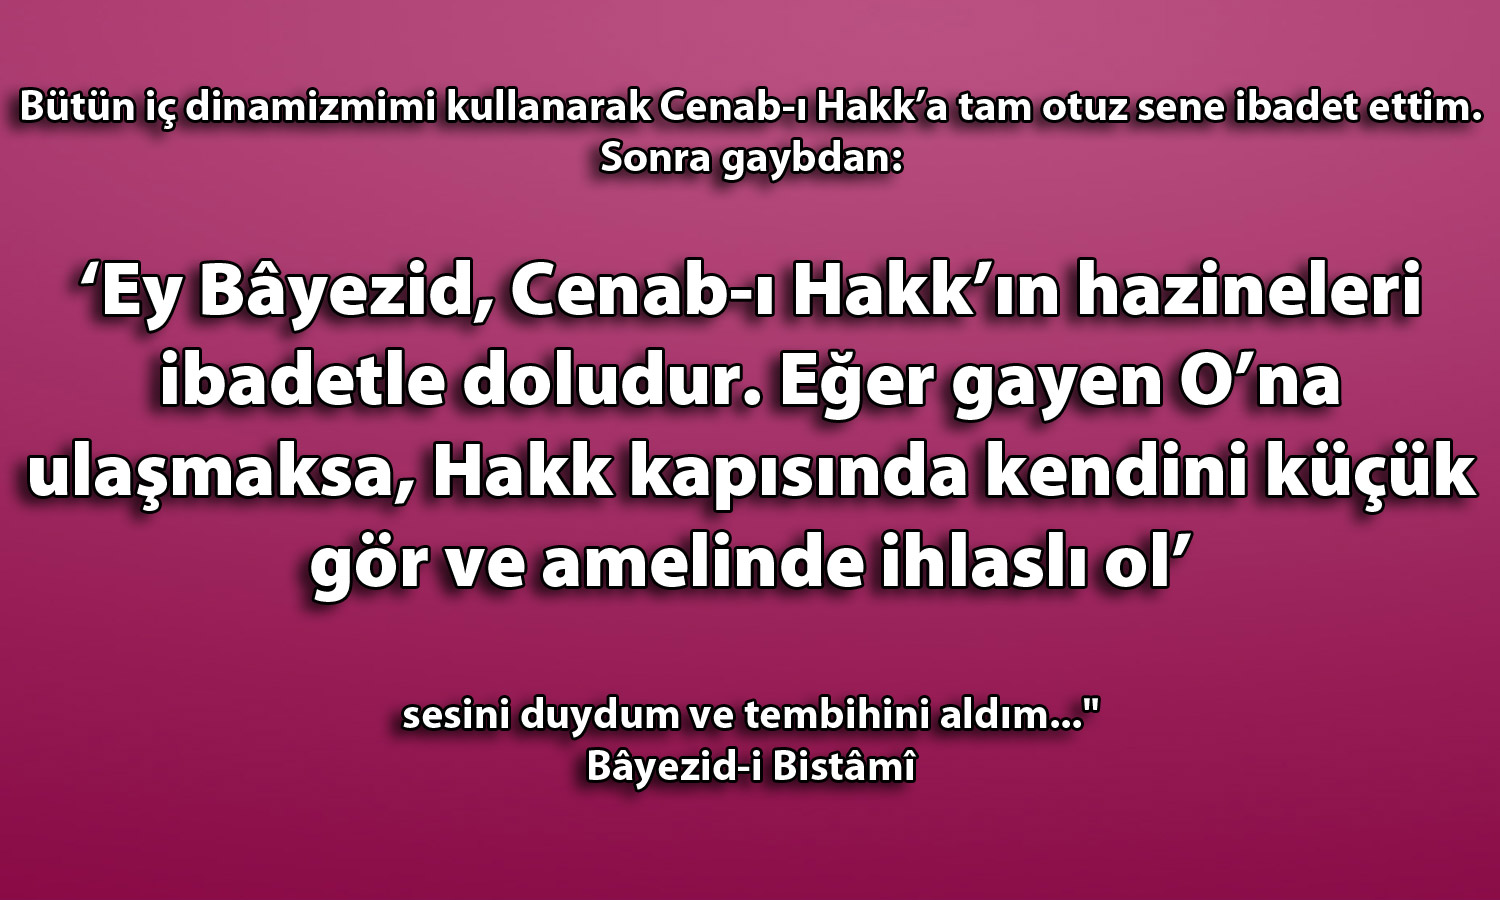 Bütün iç dinamizmimi kullanarak Cenab-ı Hakk’a tam otuz sene ibadet ettim.
Sonra gaybdan:
‘Ey Bâyezid, Cenab-ı Hakk’ın hazineleri
ibadetle doludur. Eğer gayen O’na
ulaşmaksa, Hakk kapısında kendini küçük
gör ve amelinde ihlaslı ol’
sesini duydum ve tembihini aldım..."
Bâyezid-i Bistâmî